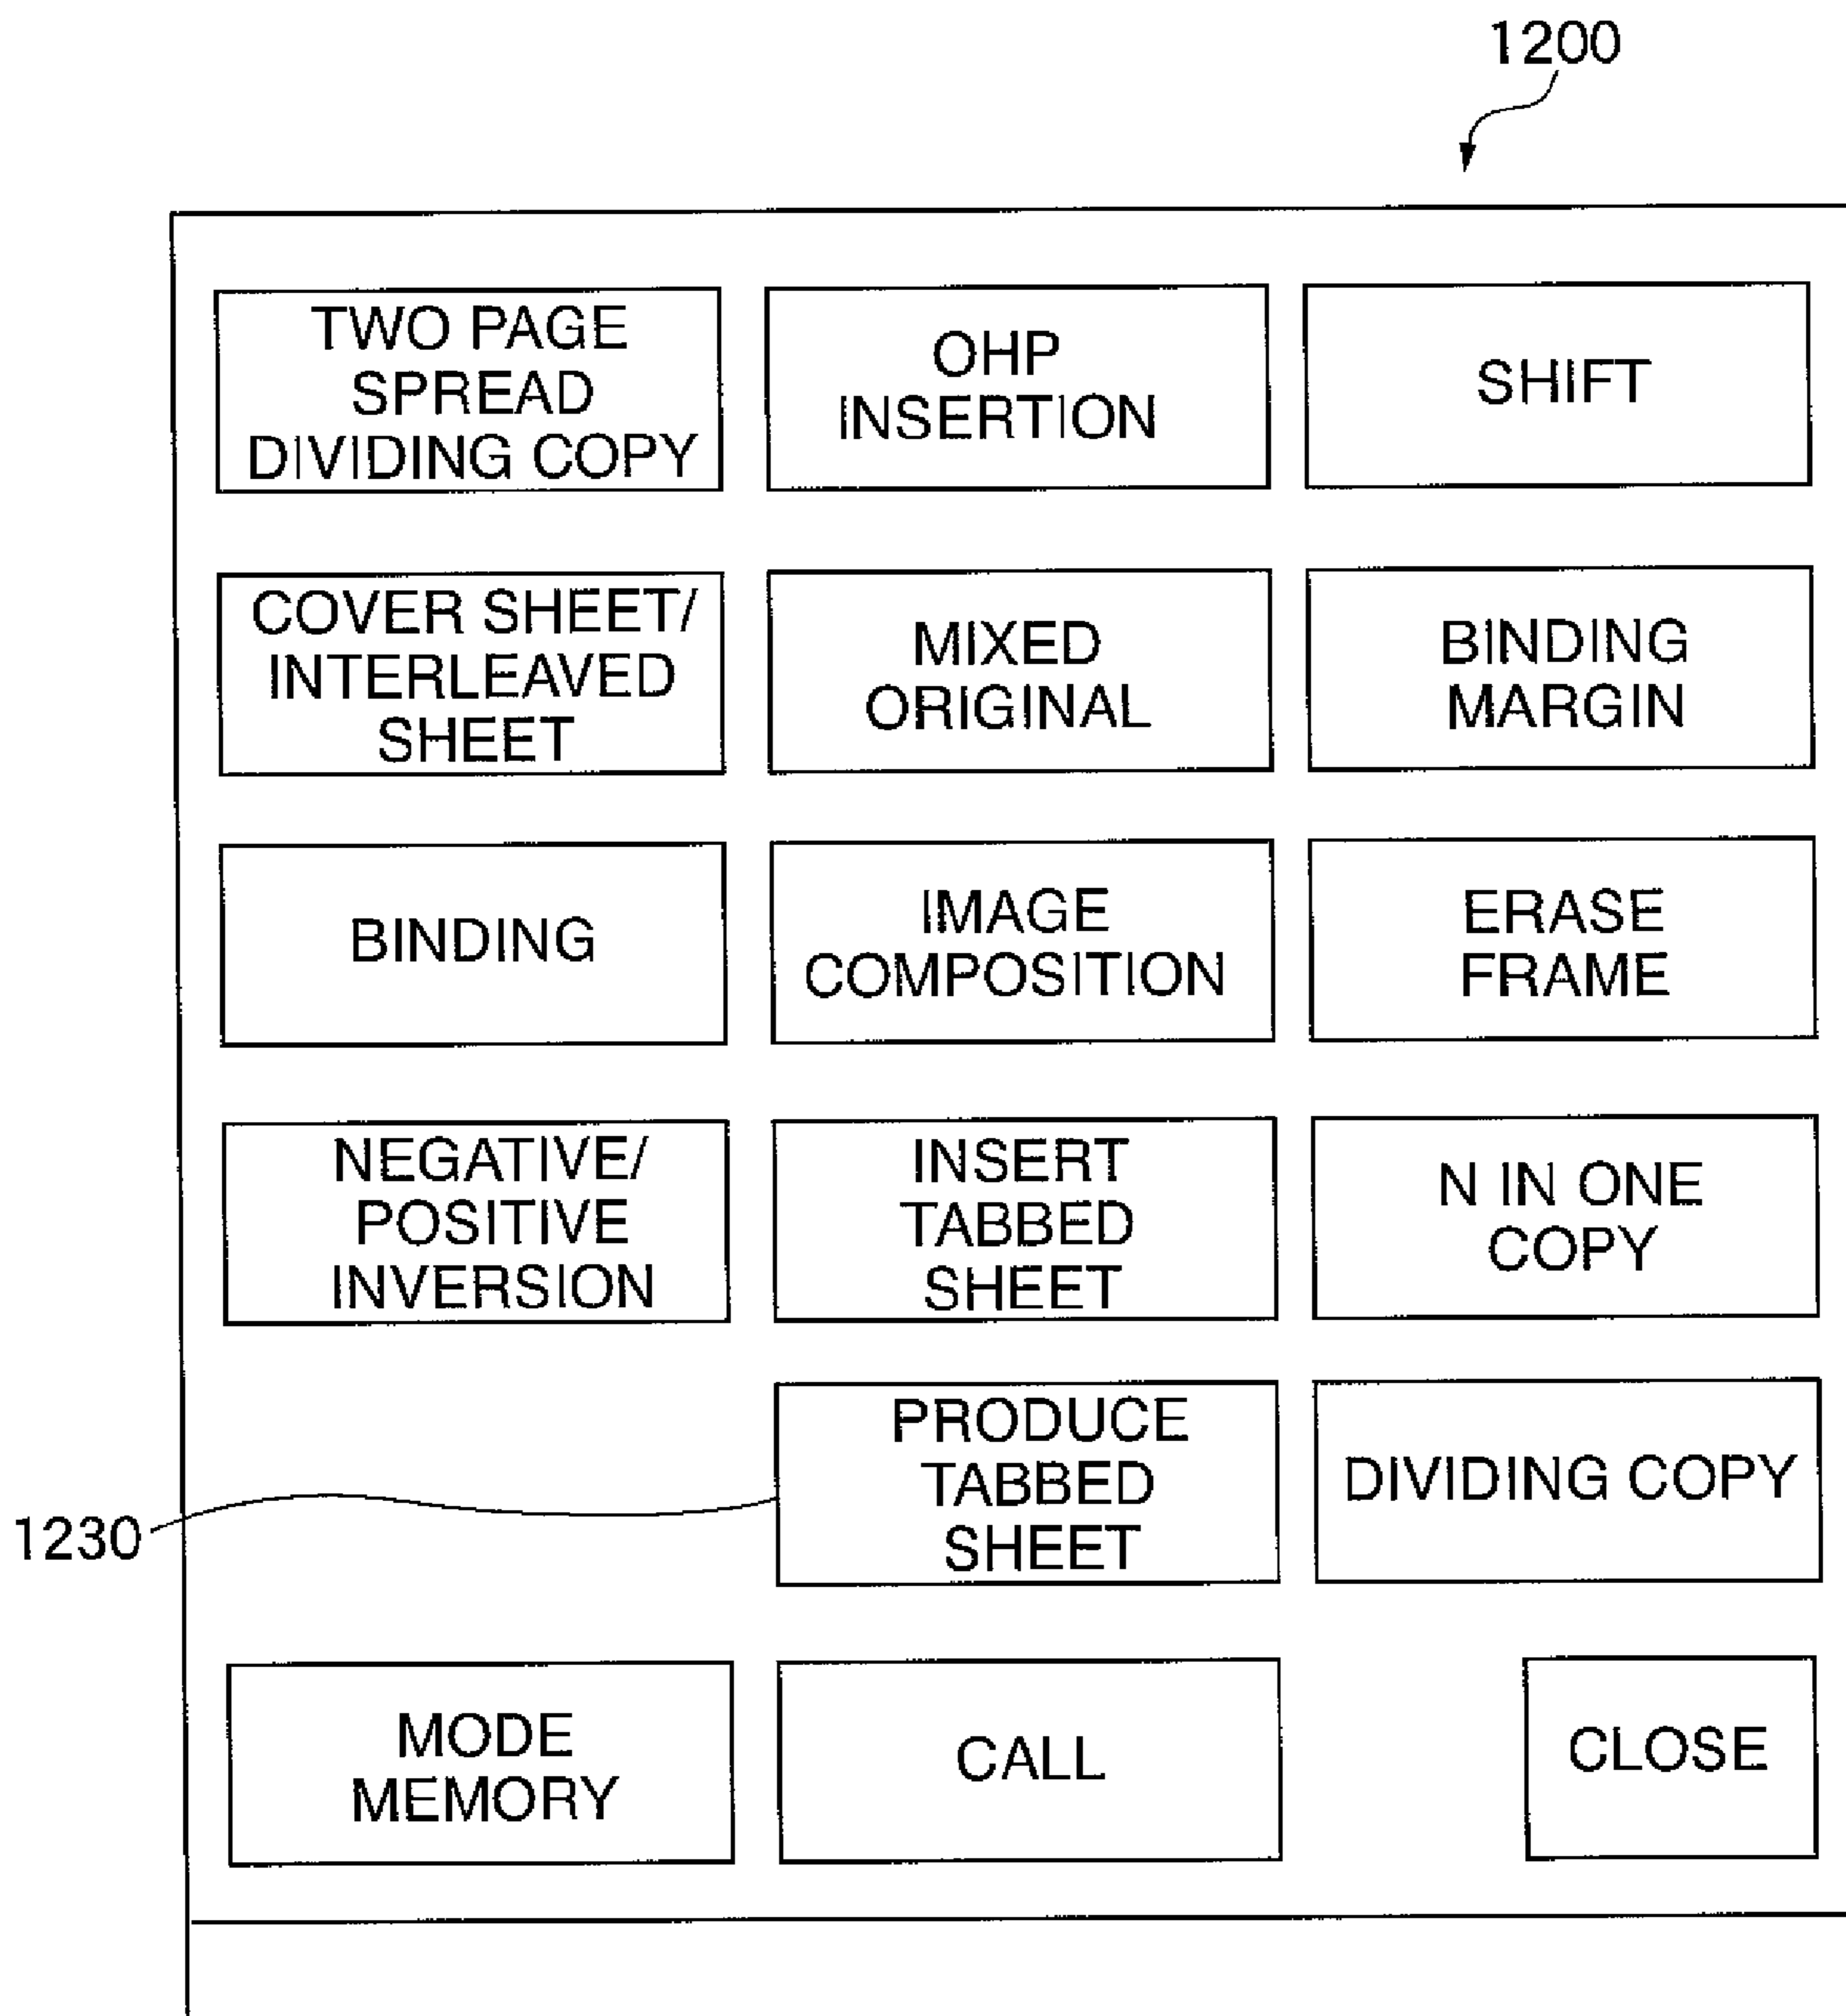 1200
TWO PAGE
SPREAD
DIVIDING COPY
OHP
INSERTION
SHIFT
COVER SHEET/
INTERLEAVED
SHEET
MIXED
ORIGINAL
BINDING
MARGIN
BINDING
IMAGE
COMPOSITION
ERASE
FRAME
NEGATIVE/
POSITIVE
INVERSION
INSERT
TABBED
SHEET
N IN ONE
COPY
1230
PRODUCE
TABBED
SHEET
DIVIDING COPY
MODE
MEMORY
CALL
CLOSE